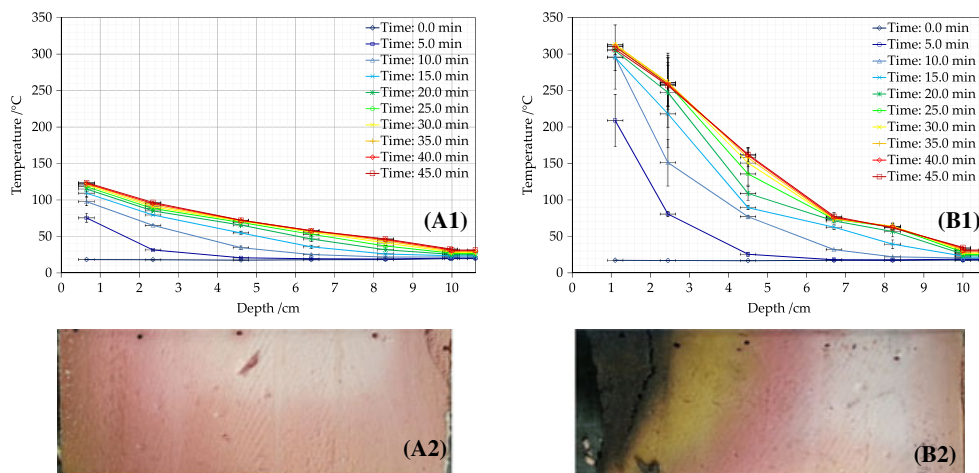 350
300
250
200
150
100
50
0
Temperature /°C
0 1 2 3 4 5 6 7 8 9 10
Depth /cm
Time: 0.0 min
Time: 5.0 min
Time: 10.0 min
Time: 15.0 min
Time: 20.0 min
Time: 25.0 min
Time: 30.0 min
Time: 35.0 min
Time: 40.0 min
Time: 45.0 min
(A1)
350
300
250
200
150
100
50
0
Temperature /°C
0 1 2 3 4 5 6 7 8 9 10
Depth /cm
Time: 0.0 min
Time: 5.0 min
Time: 10.0 min
Time: 15.0 min
Time: 20.0 min
Time: 25.0 min
Time: 30.0 min
Time: 35.0 min
Time: 40.0 min
Time: 45.0 min
(B1)
(A2)
(B2)